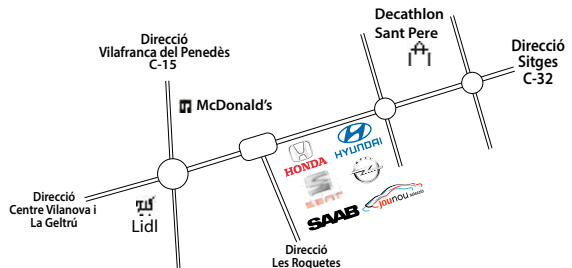 Direcció
Vilafranca del Penedès
C-15
McDonald's
Decathlon
Sant Pere
Direcció
Sitges
C-32
HONDA
HYUNDAI
SEAT
SAAB
jounou
Direcció
Centre Vilanova i
La Geltrú
Lidl
Direcció
Les Roquetes